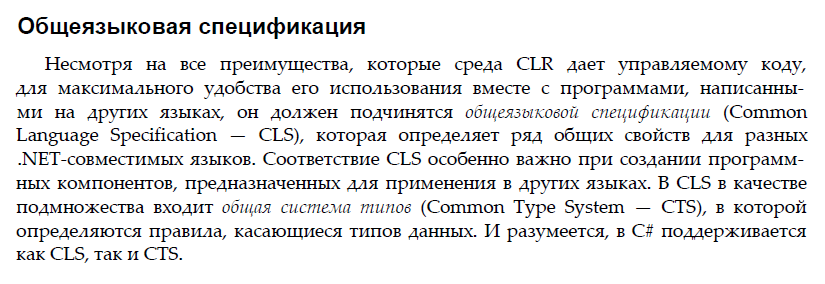 Общеязыковая спецификация
Несмотря на все преимущества, которые среда CLR дает управляемому коду,
для максимального удобства его использования вместе с программами, написанны-
ми на других языках, он должен подчинятся общеязыковой спецификации (Common
Language Specification — CLS), которая определяет ряд общих свойств для разных
.NET-совместимых языков. Соответствие CLS особенно важно при создании программ-
ных компонентов, предназначенных для применения в других языках. В CLS в качестве
подмножества входит общая система типов (Common Type System — CTS), в которой
определяются правила, касающиеся типов данных. И разумеется, в C# поддерживается
как CLS, так и CTS.